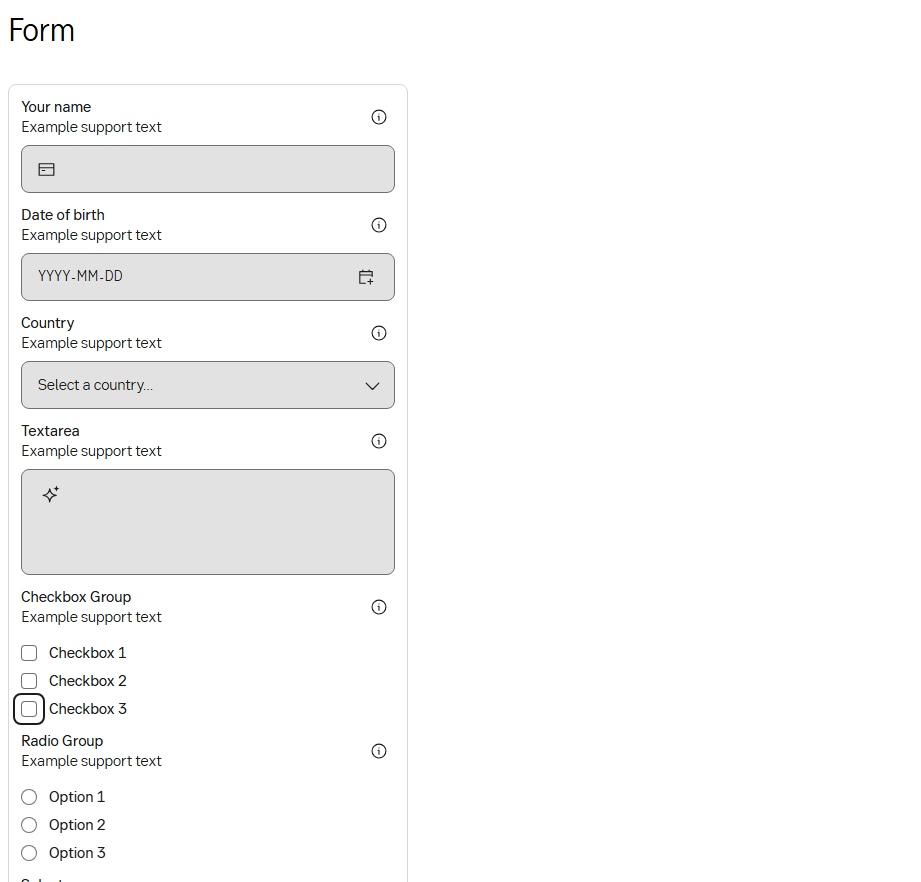 Form
Your name
Example support text
Date of birth
Example support text
YYYY-MM-DD
Country
Example support text
Select a country...
Textarea
Example support text
Checkbox Group
Example support text
Checkbox 1
Checkbox 2
Checkbox 3
Radio Group
Example support text
Option 1
Option 2
Option 3